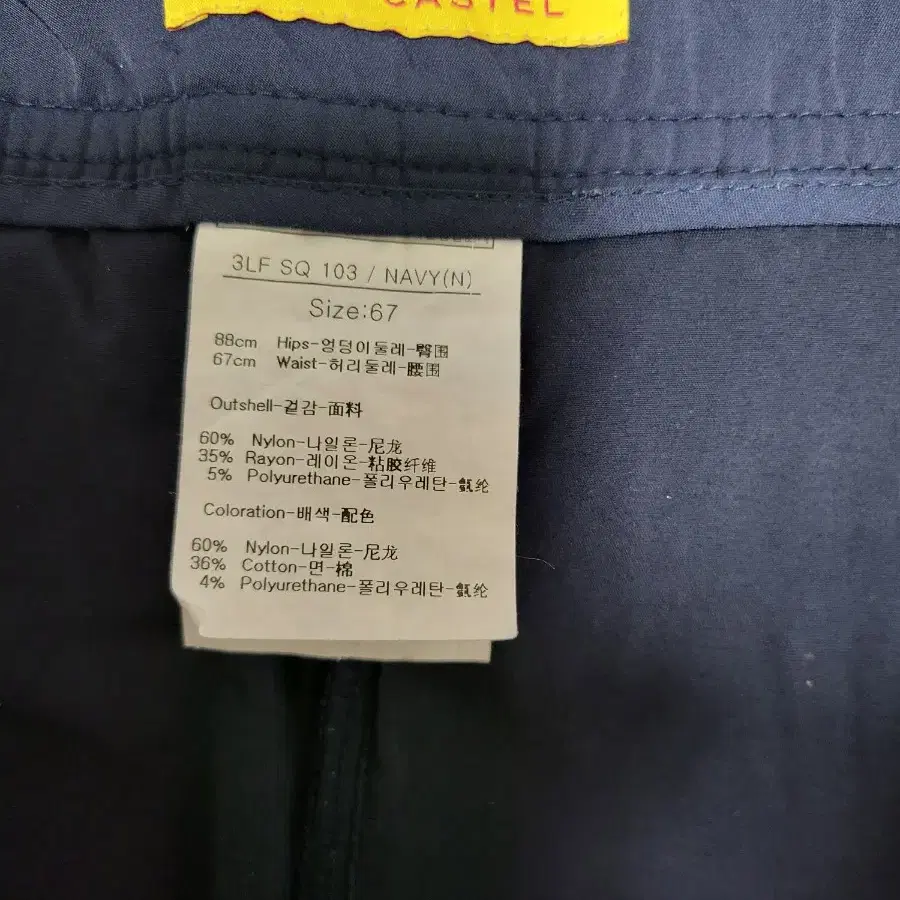 CASTEL
3LF SQ 103 / NAVY(N)
Size:67
88cm Hips-엉덩이둘레-臀围
67cm Waist-허리둘레-腰围
Outshell-겉감-面料
60% Nylon-나일론-尼龙
35% Rayon-레이온-粘胶纤维
5% Polyurethane-폴리우레탄-氨纶
Coloration-배색-配色
60% Nylon-나일론-尼龙
36% Cotton-면-棉
4% Polyurethane-폴리우레탄-氨纶